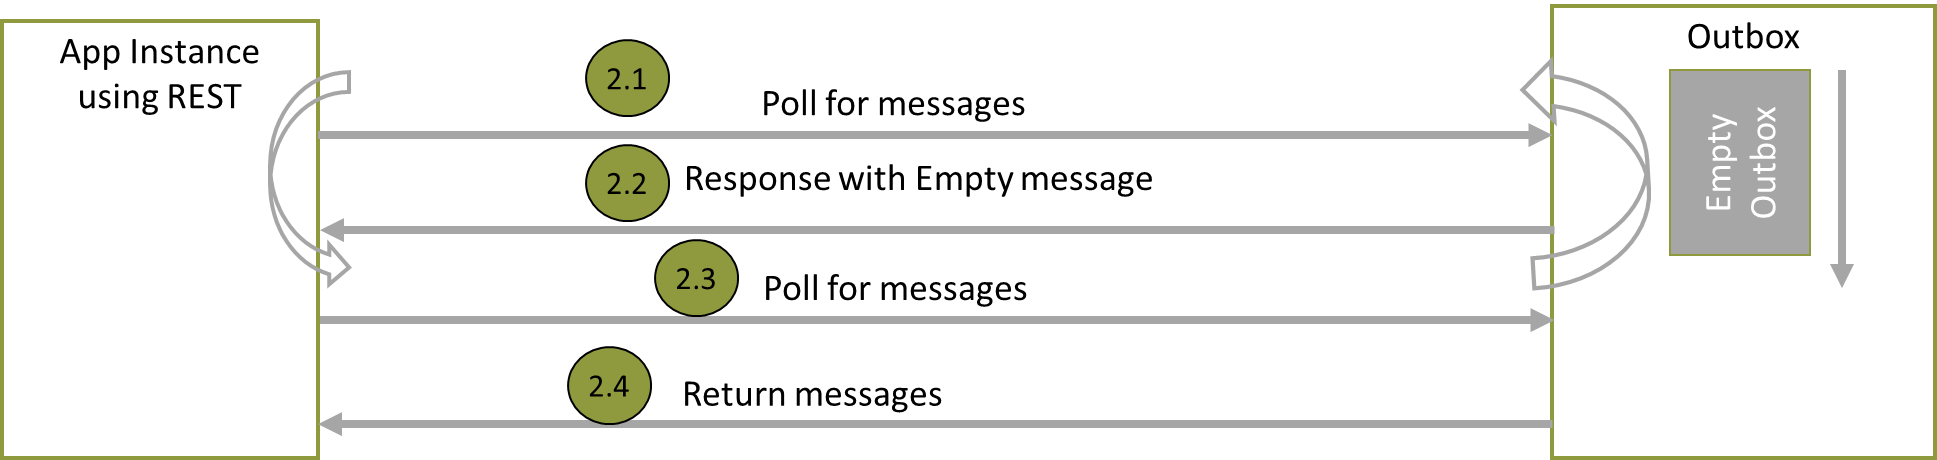 App Instance
using REST
Outbox
Empty
Outbox
2.1
Poll for messages
2.2
Response with Empty message
2.3
Poll for messages
2.4
Return messages